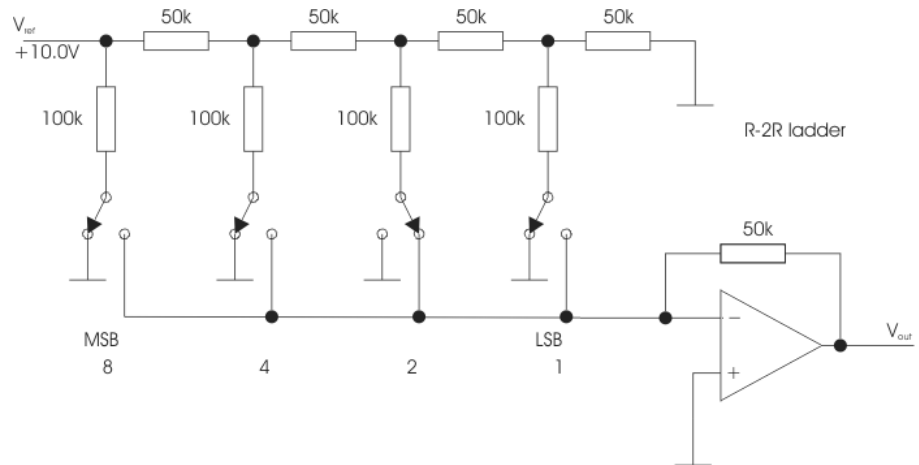 50k 50k 50k 50k
V_ref
+10.0V
100k 100k 100k 100k
R-2R ladder
50k
−
+
V_out
MSB LSB
8 4 2 1